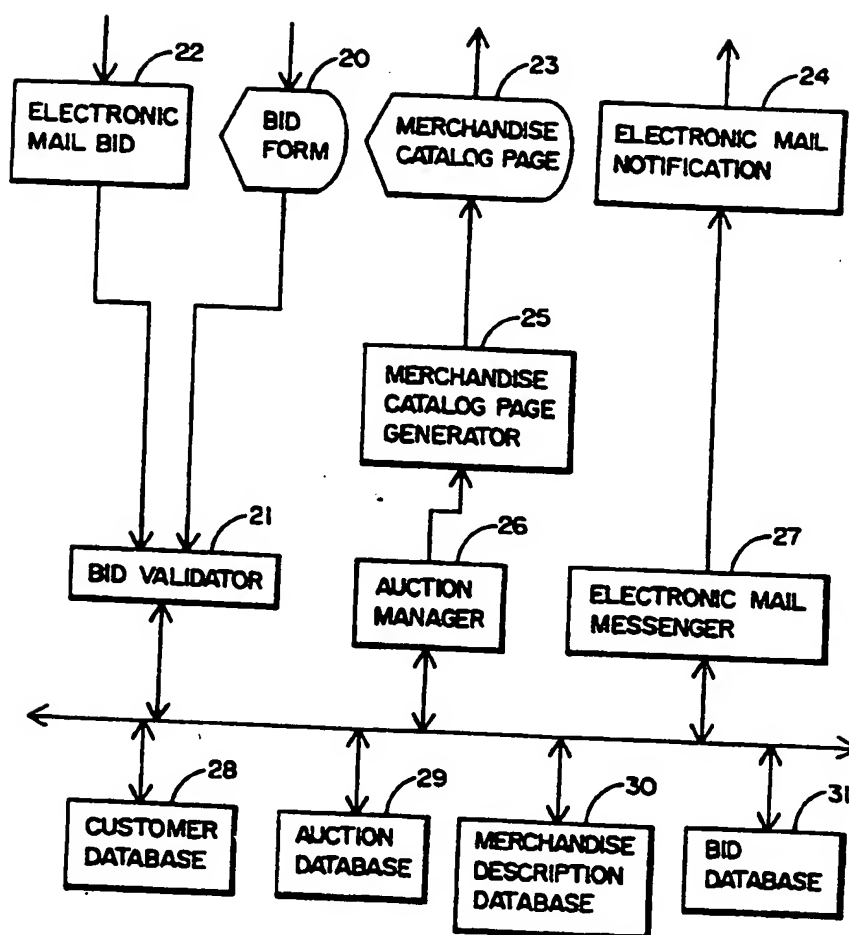 22
20
23
24
ELECTRONIC
MAIL BID
BID
FORM
MERCHANDISE
CATALOG PAGE
ELECTRONIC MAIL
NOTIFICATION
25
MERCHANDISE
CATALOG PAGE
GENERATOR
21
26
27
BID VALIDATOR
AUCTION
MANAGER
ELECTRONIC MAIL
MESSENGER
28
29
30
31
CUSTOMER
DATABASE
AUCTION
DATABASE
MERCHANDISE
DESCRIPTION
DATABASE
BID
DATABASE